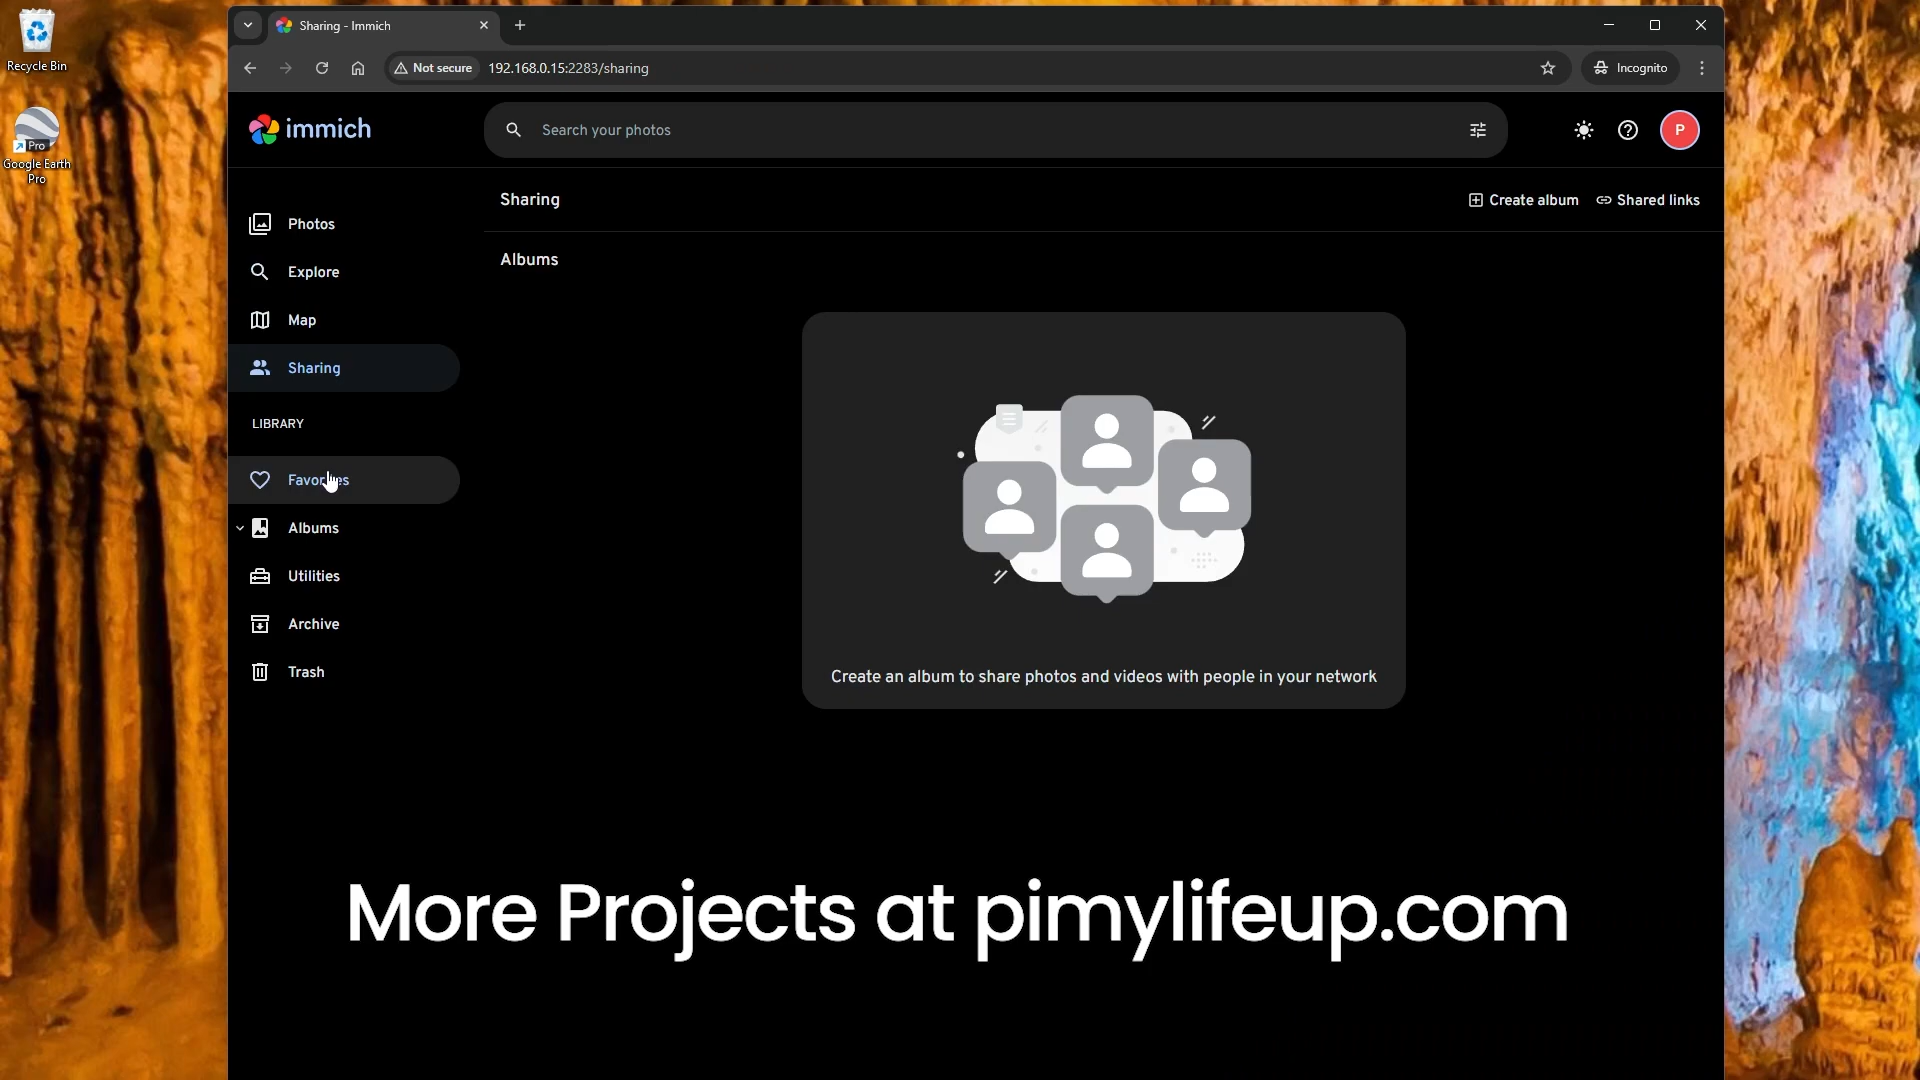 Recycle Bin
Pro
Google Earth
Pro
Sharing - Immich
Not secure
192.168.0.15:2283/sharing
Incognito
immich
Search your photos
P
Photos
Explore
Map
Sharing
LIBRARY
Favorites
Albums
Utilities
Archive
Trash
Sharing
Create album
Shared links
Albums
Create an album to share photos and videos with people in your network
More Projects at pimylifeup.com